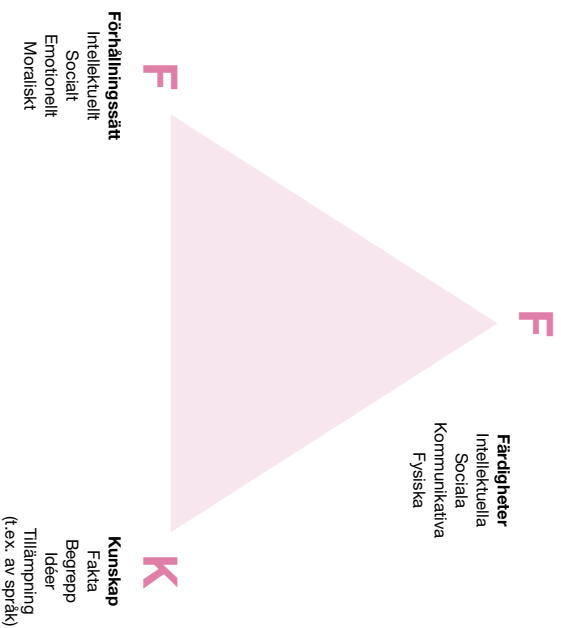 F
Färdigheter
Intellektuella
Sociala
Kommunikativa
Fysiska
F
Förhållningssätt
Intellektuellt
Socialt
Emotionellt
Moraliskt
K
Kunskap
Fakta
Begrepp
Idéer
Tillämpning
(t.ex. av språk)